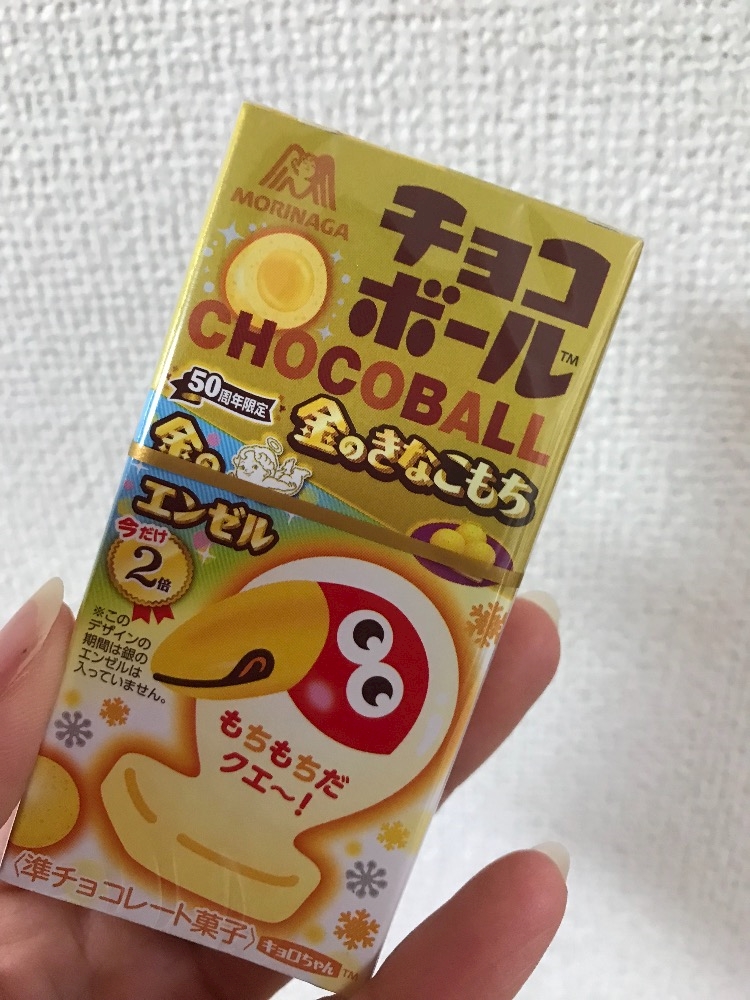 MORINAGA
チョコ
ボール™
CHOCOBALL
50周年限定
金のきなこもち
金の
エンゼル
今だけ
2倍
※この
デザインの
期間は銀の
エンゼルは
入っていません。
もちもちだ
クエ〜!
〈準チョコレート菓子〉
キョロちゃん™